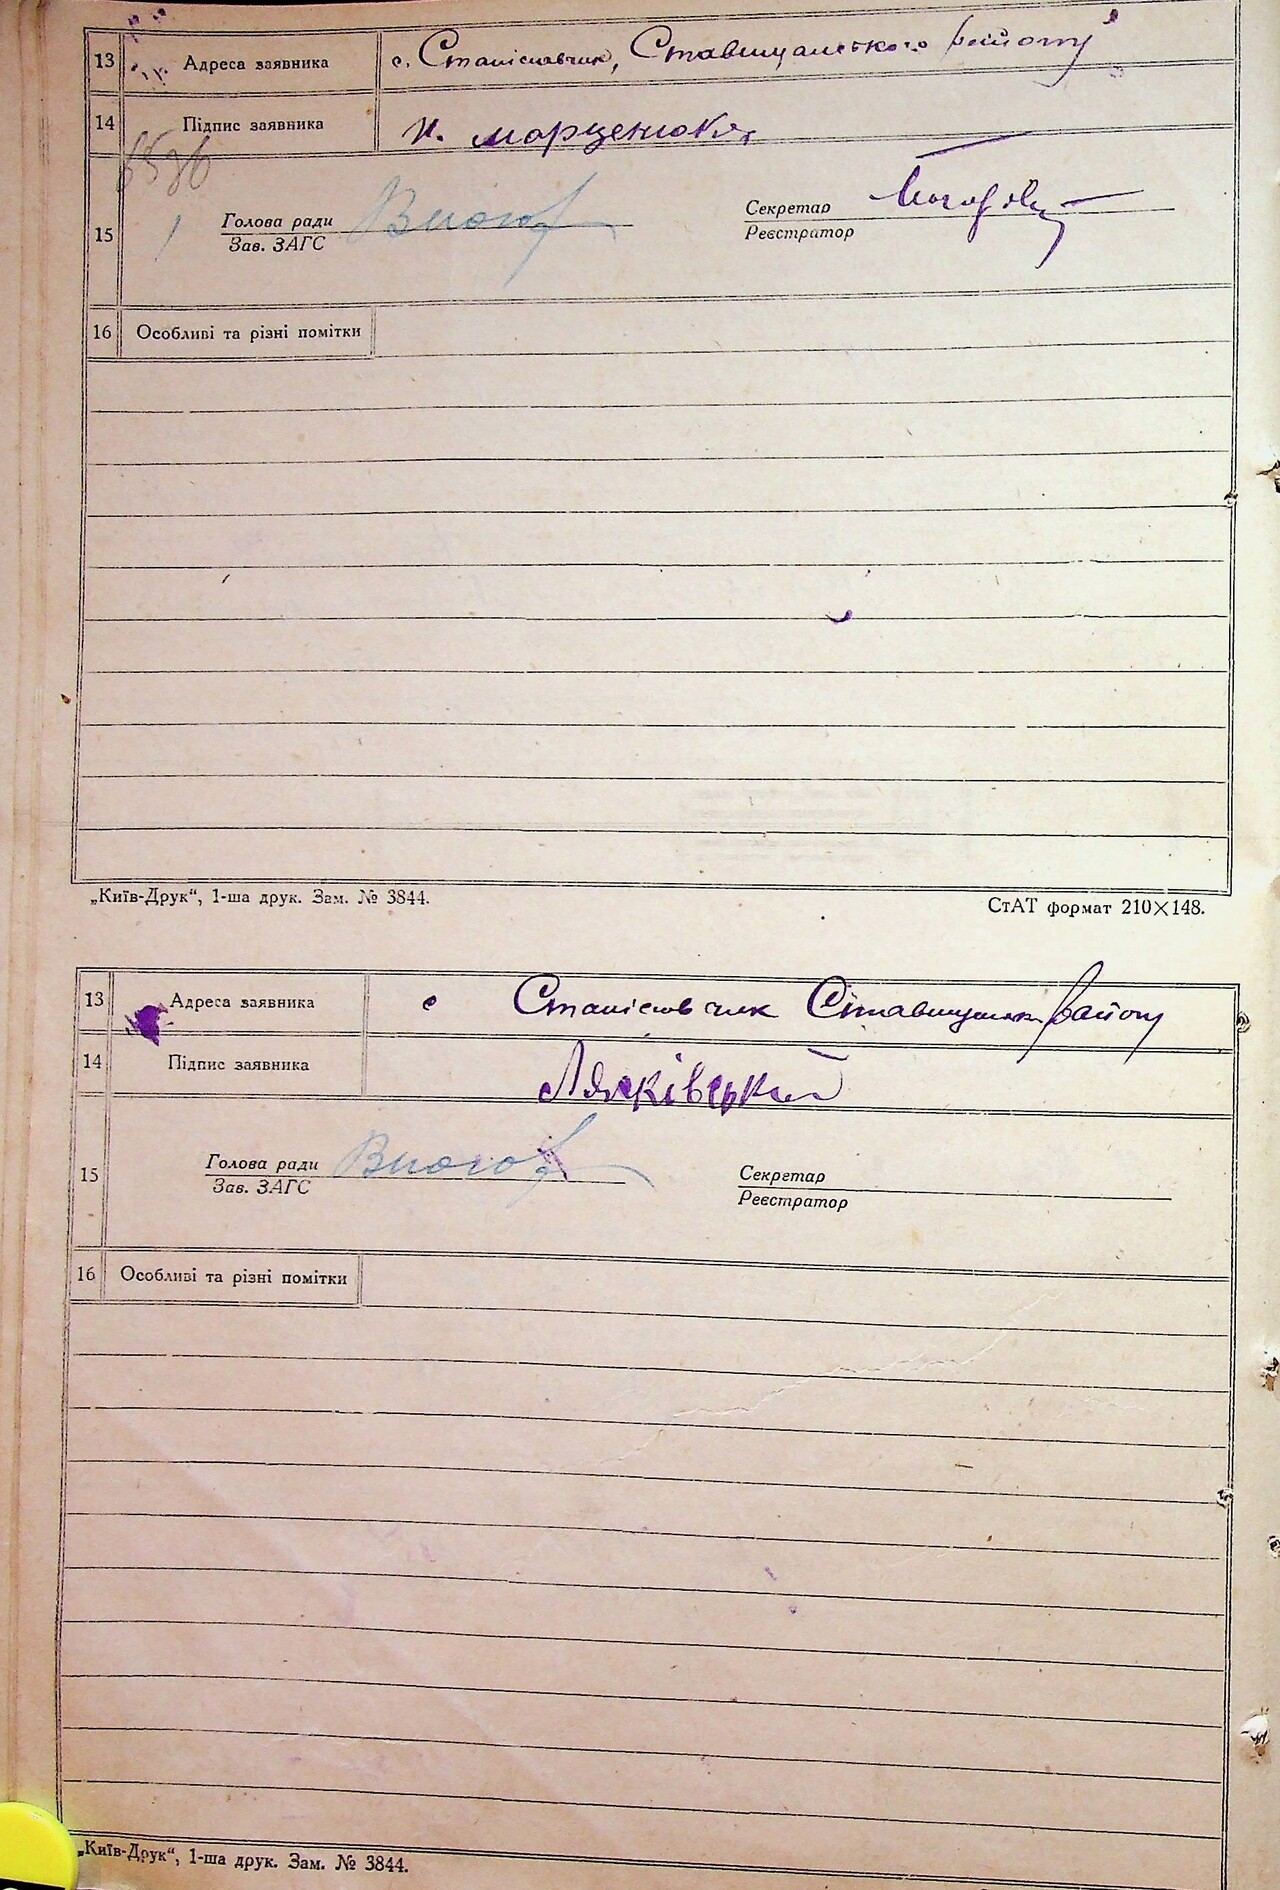 13 Адреса заявника с. Станіславчик, Ставищанського району
14 Підпис заявника Н. Морценюкя
15 Голова ради
Зав. ЗАГС
Секретар
Реєстратор
16 Особливі та різні помітки
„Київ-Друк“, 1-ша друк. Зам. № 3844.
СтАТ формат 210×148.
13 Адреса заявника с Станіславчик Ставищанськ району
14 Підпис заявника Лясківський
15 Голова ради
Зав. ЗАГС
Секретар
Реєстратор
16 Особливі та різні помітки
„Київ-Друк“, 1-ша друк. Зам. № 3844.